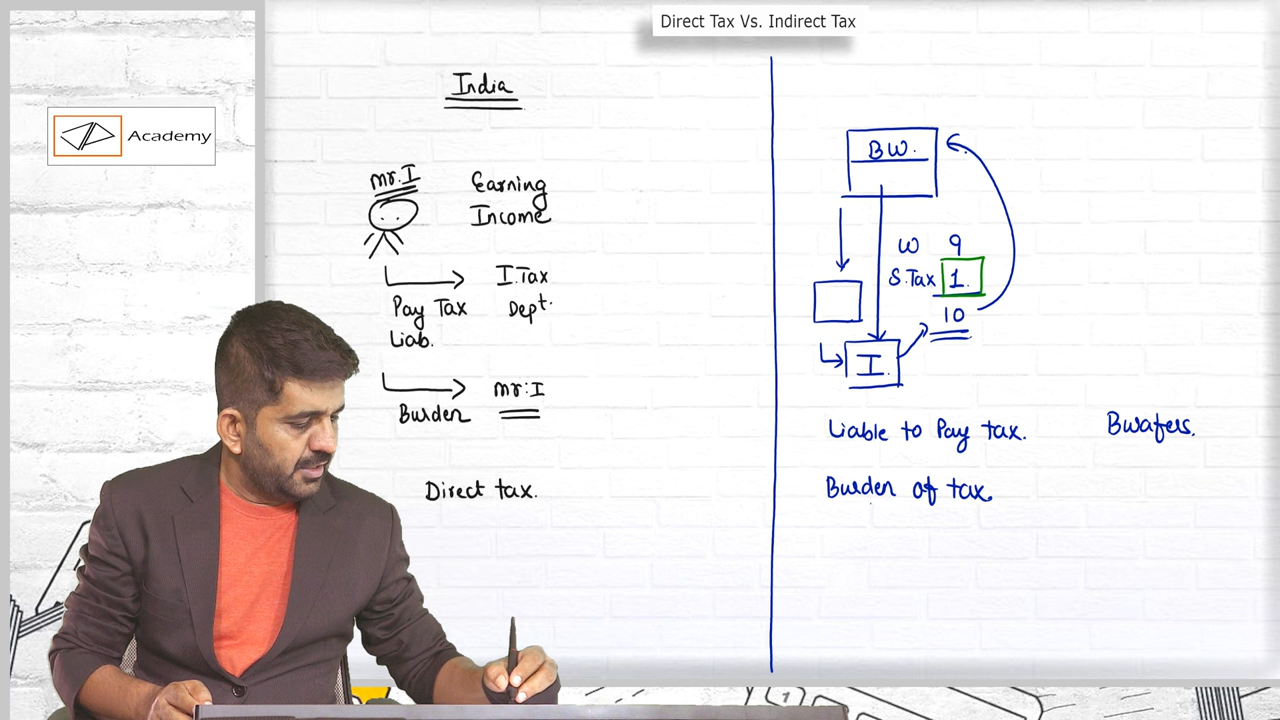 Direct Tax Vs. Indirect Tax
Academy
India
mr. I
Earning
Income
I.Tax
Dept.
Pay Tax
Liab.
mr: I
Burden
Direct tax.
BW.
W 9
S.Tax 1.
10
I.
Liable to Pay tax. Bwafers.
Burden of tax.